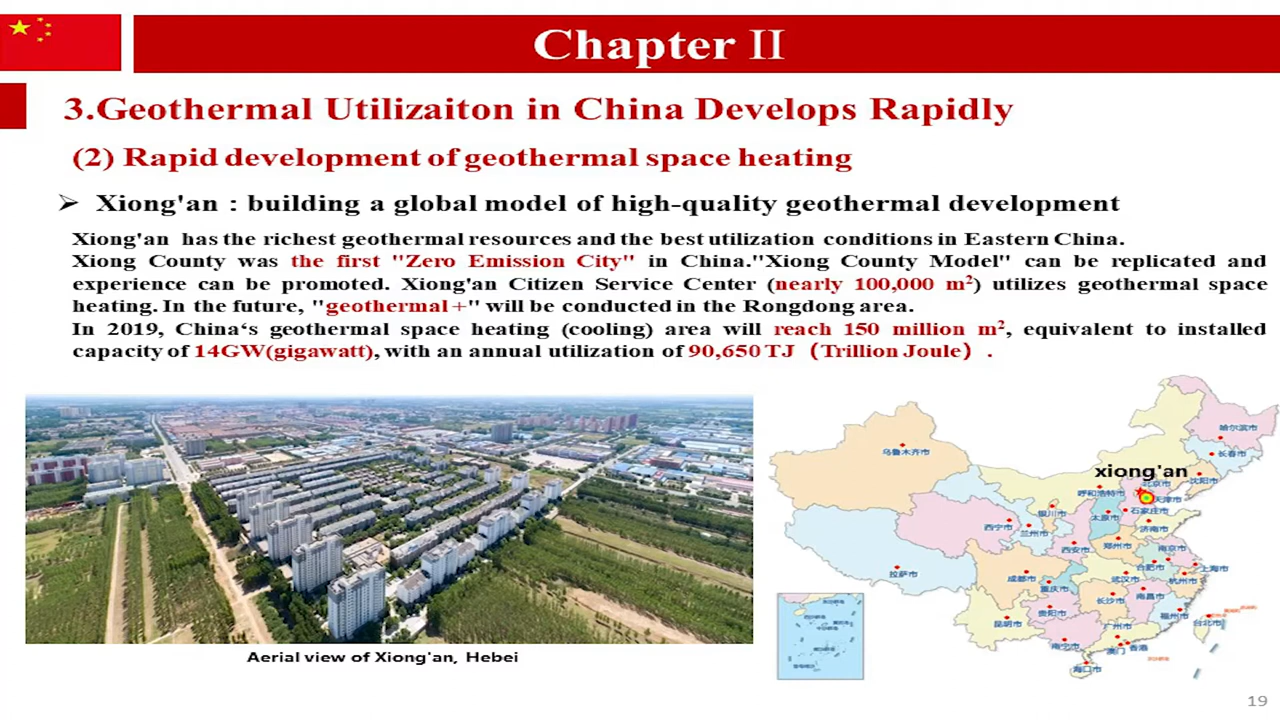 Chapter II
3.Geothermal Utilizaiton in China Develops Rapidly
(2) Rapid development of geothermal space heating
➢ Xiong'an : building a global model of high-quality geothermal development
Xiong'an has the richest geothermal resources and the best utilization conditions in Eastern China.
Xiong County was the first "Zero Emission City" in China."Xiong County Model" can be replicated and
experience can be promoted. Xiong'an Citizen Service Center (nearly 100,000 m²) utilizes geothermal space
heating. In the future, "geothermal +" will be conducted in the Rongdong area.
In 2019, China‘s geothermal space heating (cooling) area will reach 150 million m², equivalent to installed
capacity of 14GW(gigawatt), with an annual utilization of 90,650 TJ（Trillion Joule）.
Aerial view of Xiong'an, Hebei
xiong'an
哈尔滨市
长春市
乌鲁木齐市
沈阳市
北京市
呼和浩特市
天津市
银川市
石家庄市
太原市
西宁市
济南市
兰州市
西安市
郑州市
南京市
合肥市
上海市
拉萨市
成都市
武汉市
杭州市
重庆市
长沙市
南昌市
贵阳市
福州市
昆明市
台北市
广州市
南宁市
澳门
香港
海口市
19